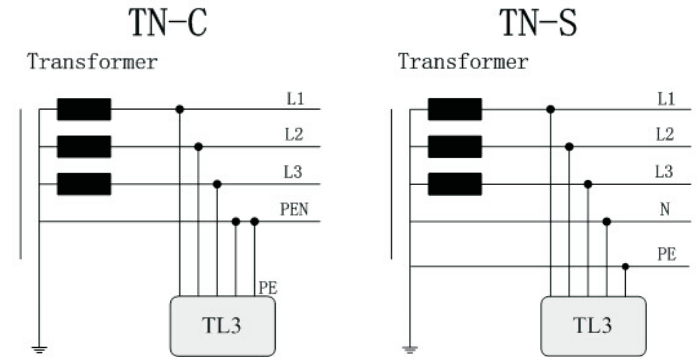 TN-C
Transformer
L1
L2
L3
PEN
PE
TL3
TN-S
Transformer
L1
L2
L3
N
PE
TL3